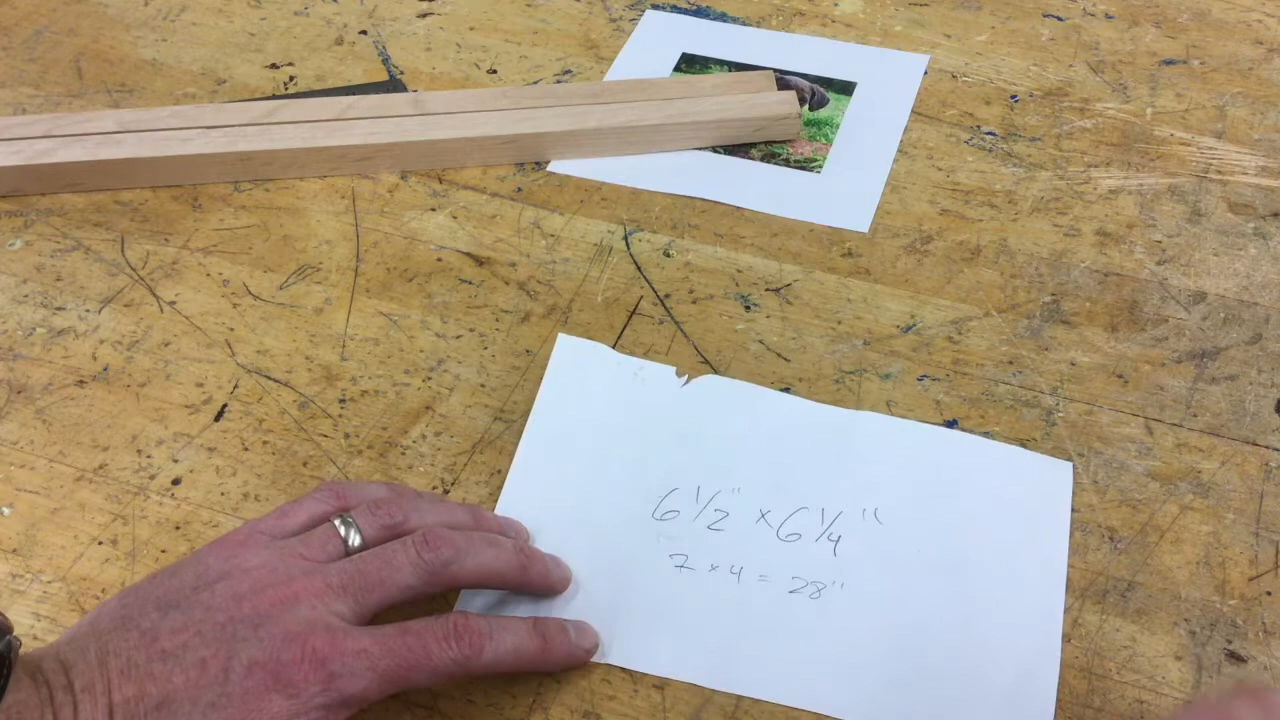 6 1/2" x 6 1/4"
7 x 4 = 28"